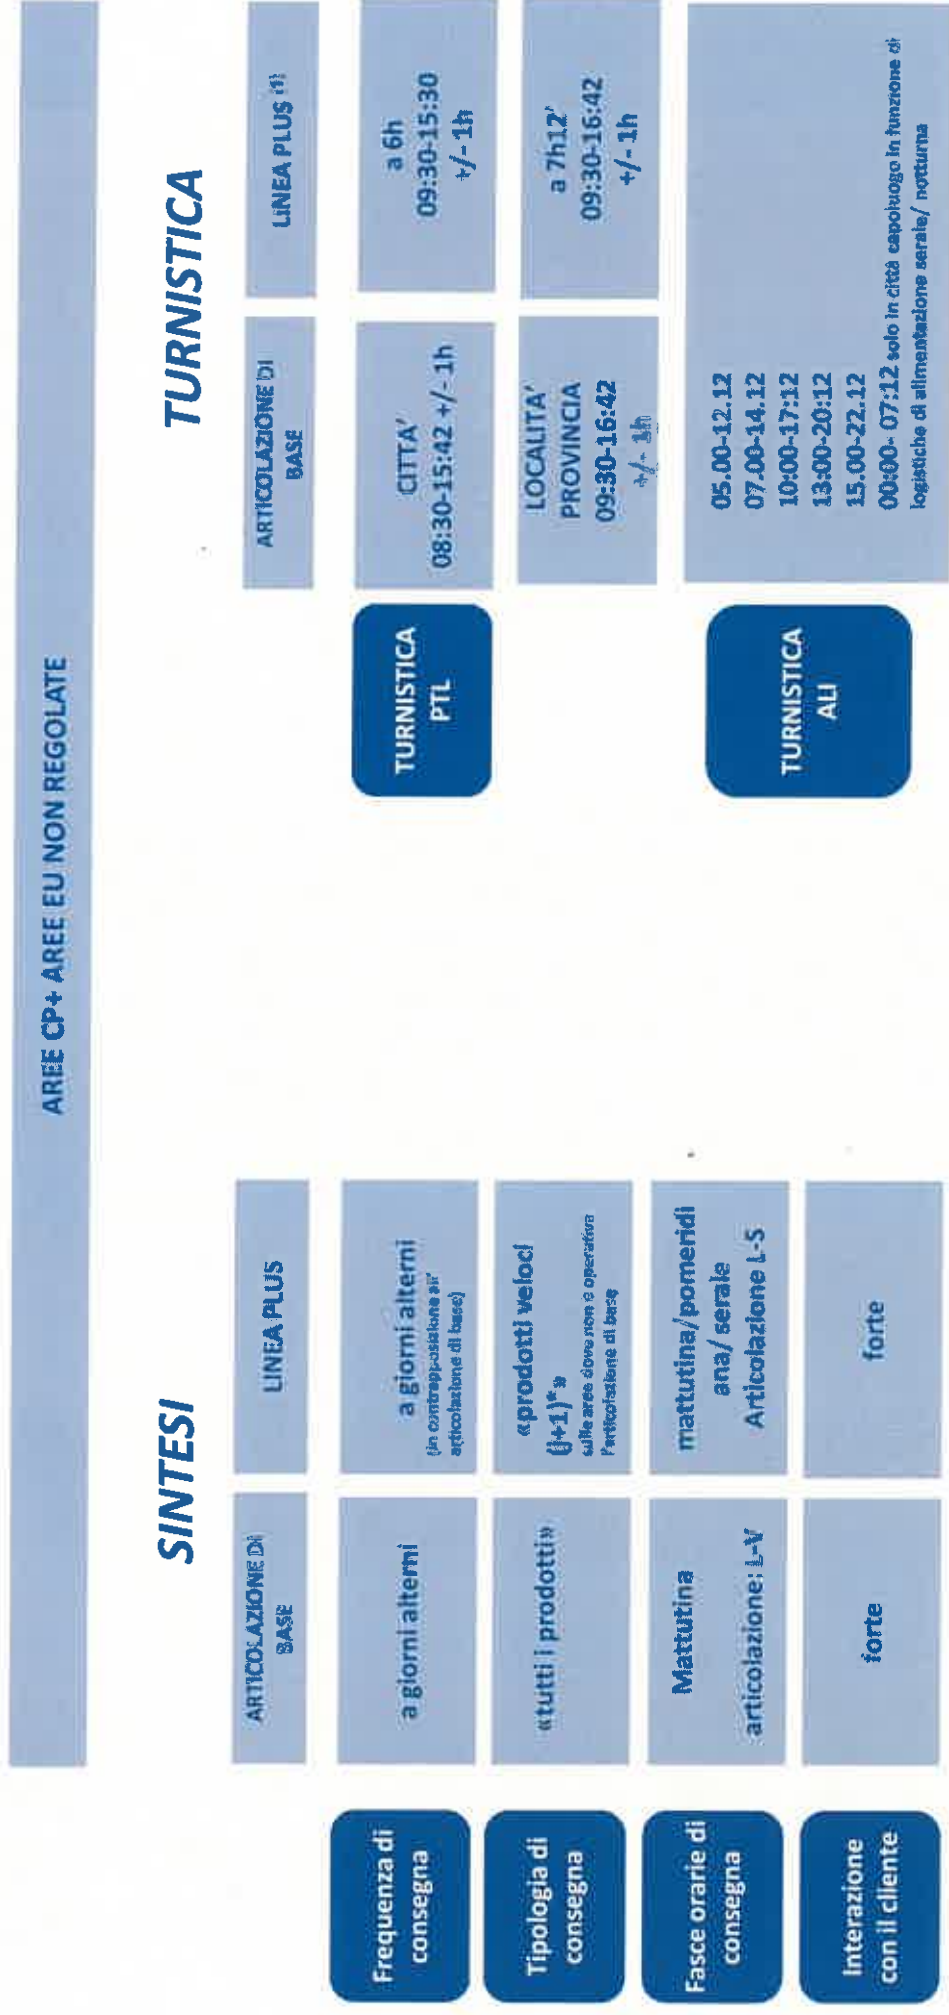 AREE CP+ AREE EU NON REGOLATE
SINTESI
ARTICOLAZIONE DI
BASE
LINEA PLUS
Frequenza di
consegna
a giorni alterni
a giorni alterni
(in contrapposizione all'
articolazione di base)
Tipologia di
consegna
«tutti i prodotti»
«prodotti veloci
(J+1)*»
sulle aree dove non è operativa
l'articolazione di base
Fasce orarie di
consegna
Mattutina
articolazione: L-V
mattutina/pomeridi
ana/ serale
Articolazione L-S
Interazione
con il cliente
forte
forte
TURNISTICA
ARTICOLAZIONE DI
BASE
LINEA PLUS (1)
TURNISTICA
PTL
CITTA'
08:30-15:42 +/- 1h
a 6h
09:30-15:30
+/- 1h
LOCALITA'
PROVINCIA
09:30-16:42
+/- 1h
a 7h12'
09:30-16:42
+/- 1h
TURNISTICA
ALI
05.00-12.12
07.00-14.12
10:00-17:12
13:00-20:12
15.00-22.12
00:00- 07:12 solo in città capoluogo in funzione di
logistiche di alimentazione serale/ notturna